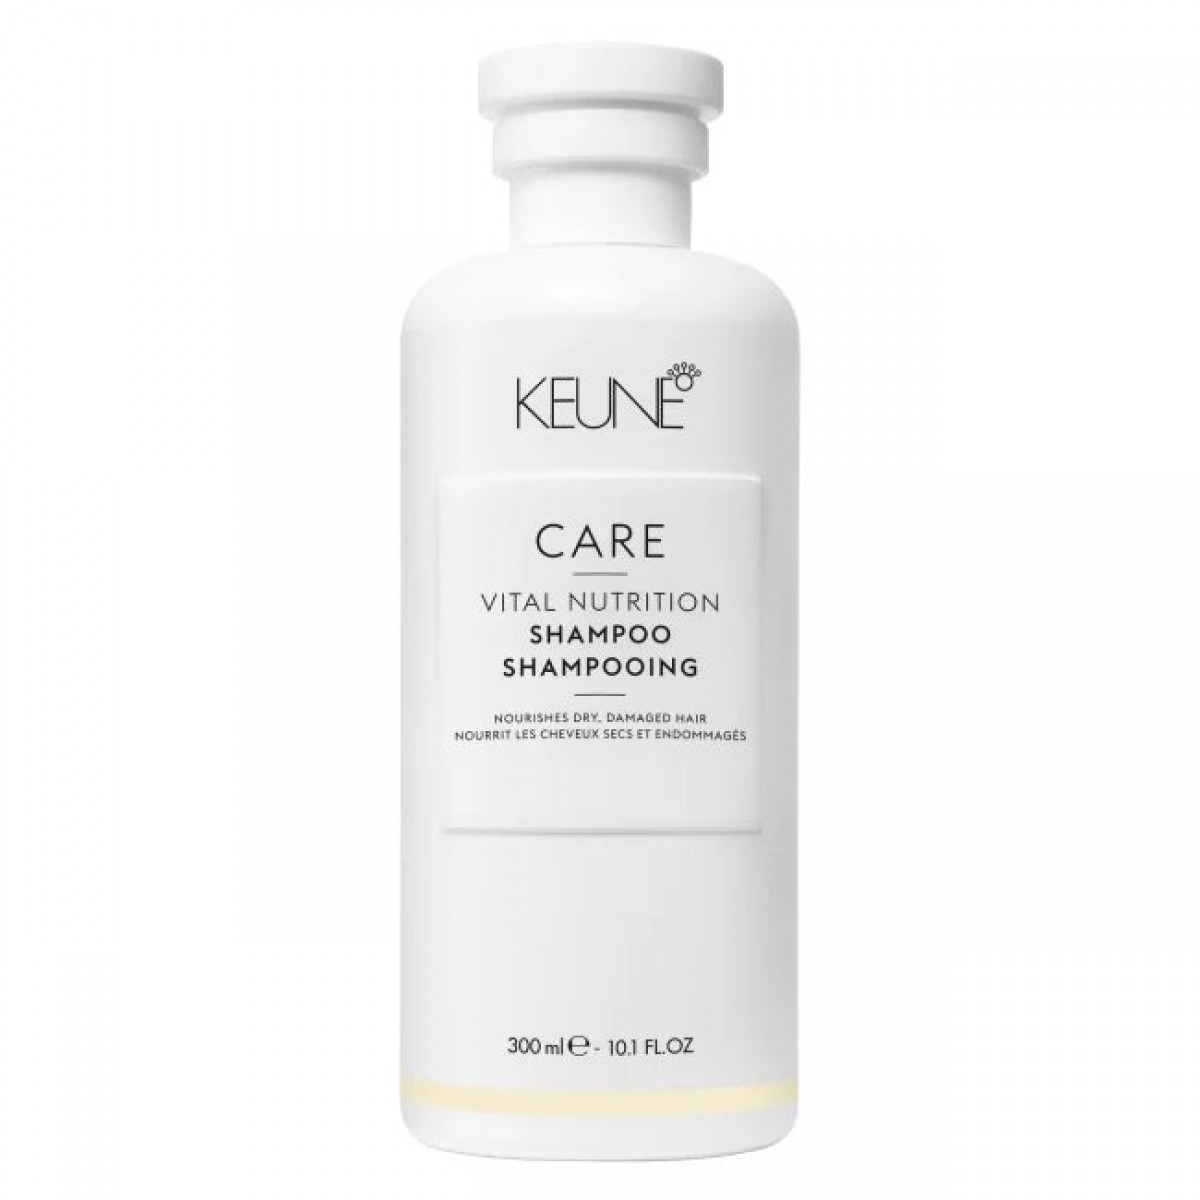 KEUNE
CARE
VITAL NUTRITION
SHAMPOO
SHAMPOOING
NOURISHES DRY, DAMAGED HAIR
NOURRIT LES CHEVEUX SECS ET ENDOMMAGÉS
300 ml ℮ - 10.1 FL.OZ